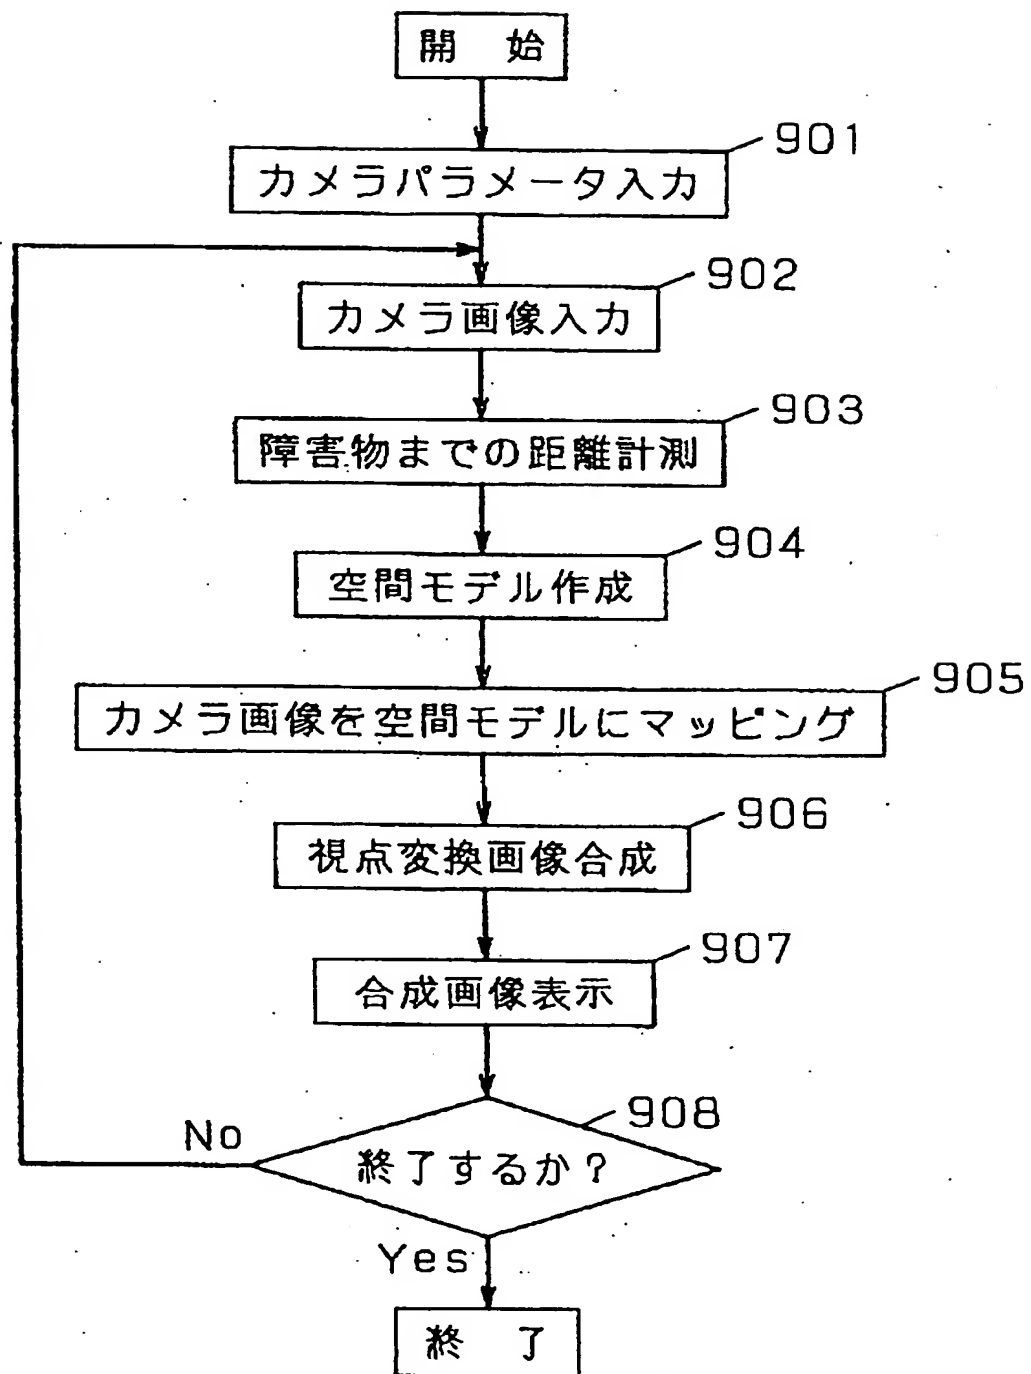 開 始
901
カメラパラメータ入力
902
カメラ画像入力
903
障害物までの距離計測
904
空間モデル作成
905
カメラ画像を空間モデルにマッピング
906
視点変換画像合成
907
合成画像表示
908
No
終了するか?
Yes
終 了